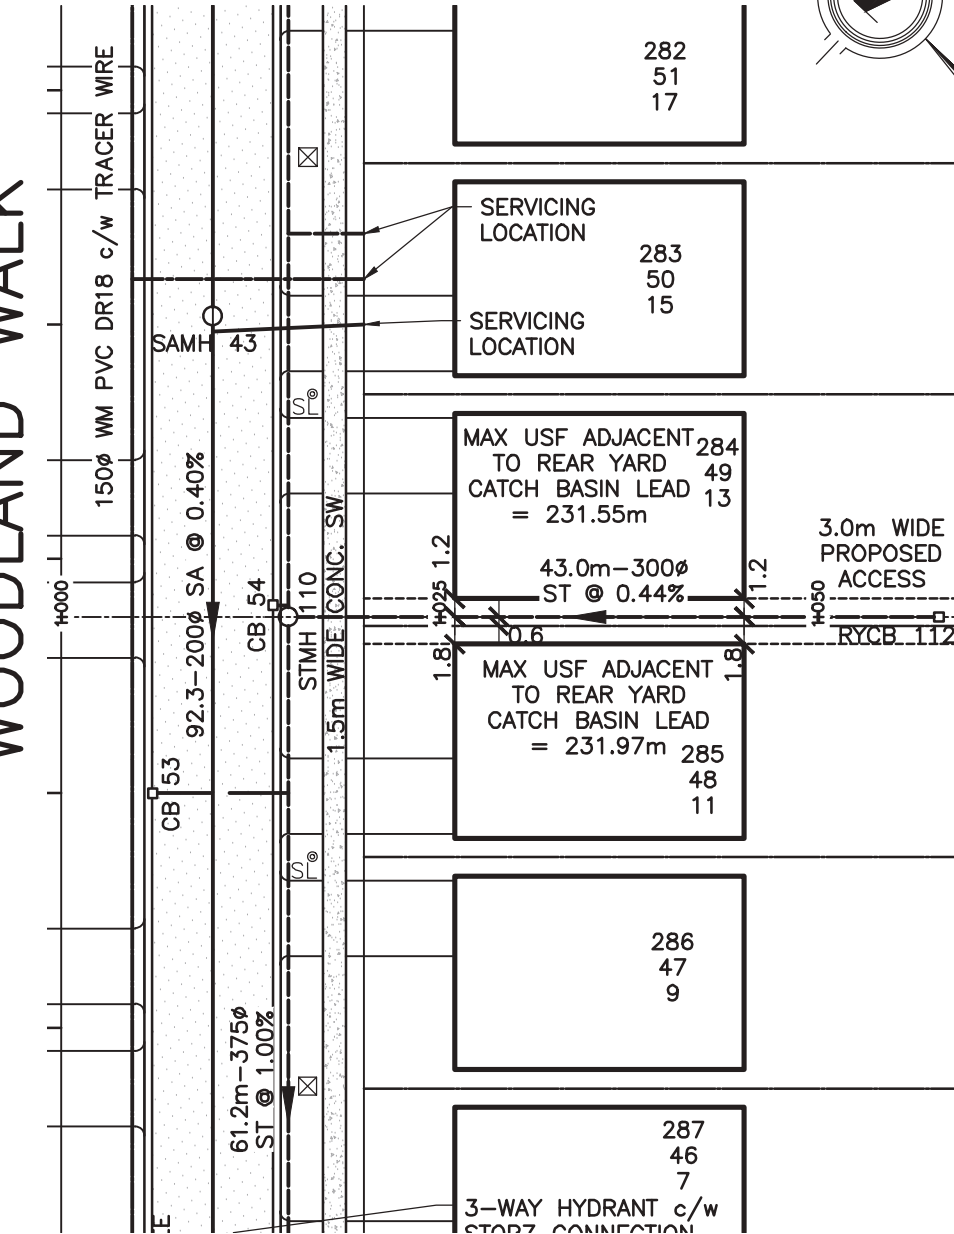 WOODLAND WALK
150ø WM PVC DR18 c/w TRACER WIRE
282
51
17
SERVICING
LOCATION
283
50
15
SERVICING
LOCATION
SAMH 43
SL
92.3-200ø SA @ 0.40%
MAX USF ADJACENT
TO REAR YARD
CATCH BASIN LEAD
= 231.55m
284
49
13
1.2
43.0m-300ø
ST @ 0.44%
1.2
3.0m WIDE
PROPOSED
ACCESS
1+000
CB 54
STMH 110
1.5m WIDE CONC. SW
1+025
0.6
1+050
RYCB 112
1.8
1.8
MAX USF ADJACENT
TO REAR YARD
CATCH BASIN LEAD
= 231.97m
285
48
11
CB 53
SL
286
47
9
61.2m-375ø
ST @ 1.00%
287
46
7
3-WAY HYDRANT c/w
STORZ CONNECTION